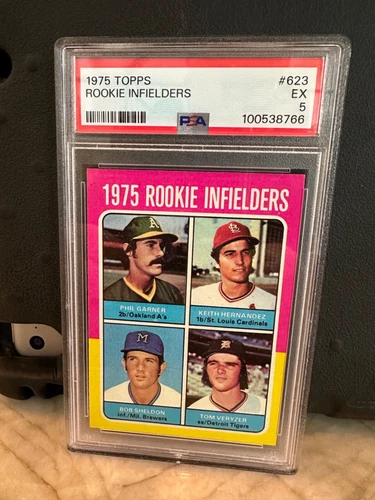 1975 TOPPS #623
ROOKIE INFIELDERS EX
5
PSA 100538766
1975 ROOKIE INFIELDERS
A's
PHIL GARNER
2b/Oakland A's
KEITH HERNANDEZ
1b/St. Louis Cardinals
M
BOB SHELDON
inf./Mil. Brewers
TOM VERYZER
ss/Detroit Tigers